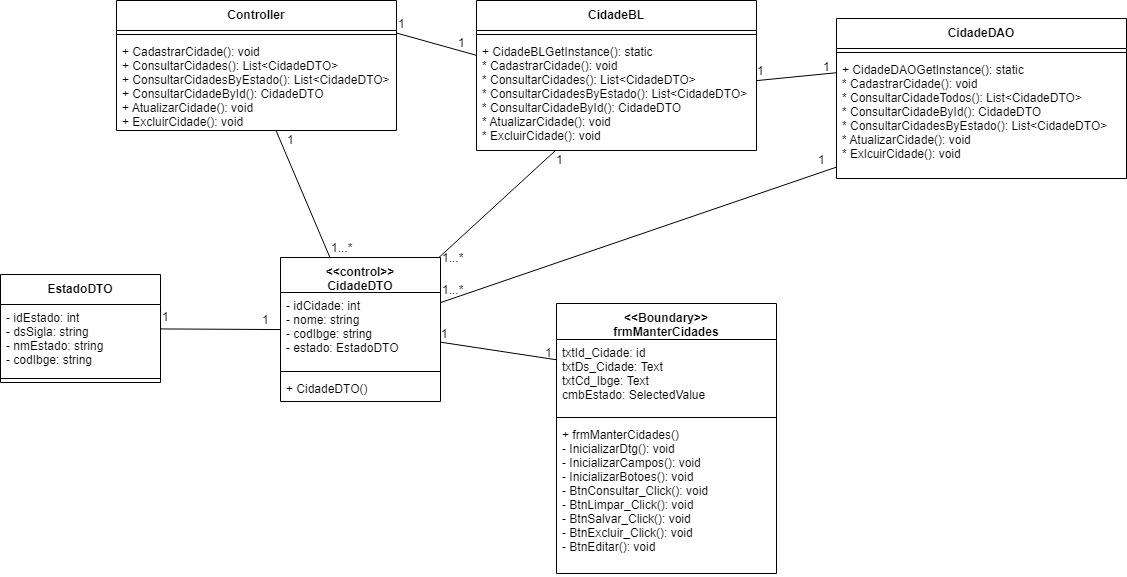 Controller
+ CadastrarCidade(): void
+ ConsultarCidades(): List<CidadeDTO>
+ ConsultarCidadesByEstado(): List<CidadeDTO>
+ ConsultarCidadeById(): CidadeDTO
+ AtualizarCidade(): void
+ ExcluirCidade(): void
1
1
CidadeBL
+ CidadeBLGetInstance(): static
* CadastrarCidade(): void
* ConsultarCidades(): List<CidadeDTO>
* ConsultarCidadesByEstado(): List<CidadeDTO>
* ConsultarCidadeById(): CidadeDTO
* AtualizarCidade(): void
* ExcluirCidade(): void
1
1
CidadeDAO
+ CidadeDAOGetInstance(): static
* CadastrarCidade(): void
* ConsultarCidadeTodos(): List<CidadeDTO>
* ConsultarCidadeById(): CidadeDTO
* ConsultarCidadesByEstado(): List<CidadeDTO>
* AtualizarCidade(): void
* ExlcuirCidade(): void
1
1
1
1...*
1...*
1...*
EstadoDTO
- idEstado: int
- dsSigla: string
- nmEstado: string
- codIbge: string
1
1
<<control>>
CidadeDTO
- idCidade: int
- nome: string
- codIbge: string
- estado: EstadoDTO
+ CidadeDTO()
1
1
<<Boundary>>
frmManterCidades
txtId_Cidade: id
txtDs_Cidade: Text
txtCd_Ibge: Text
cmbEstado: SelectedValue
+ frmManterCidades()
- InicializarDtg(): void
- InicializarCampos(): void
- InicializarBotoes(): void
- BtnConsultar_Click(): void
- BtnLimpar_Click(): void
- BtnSalvar_Click(): void
- BtnExcluir_Click(): void
- BtnEditar(): void